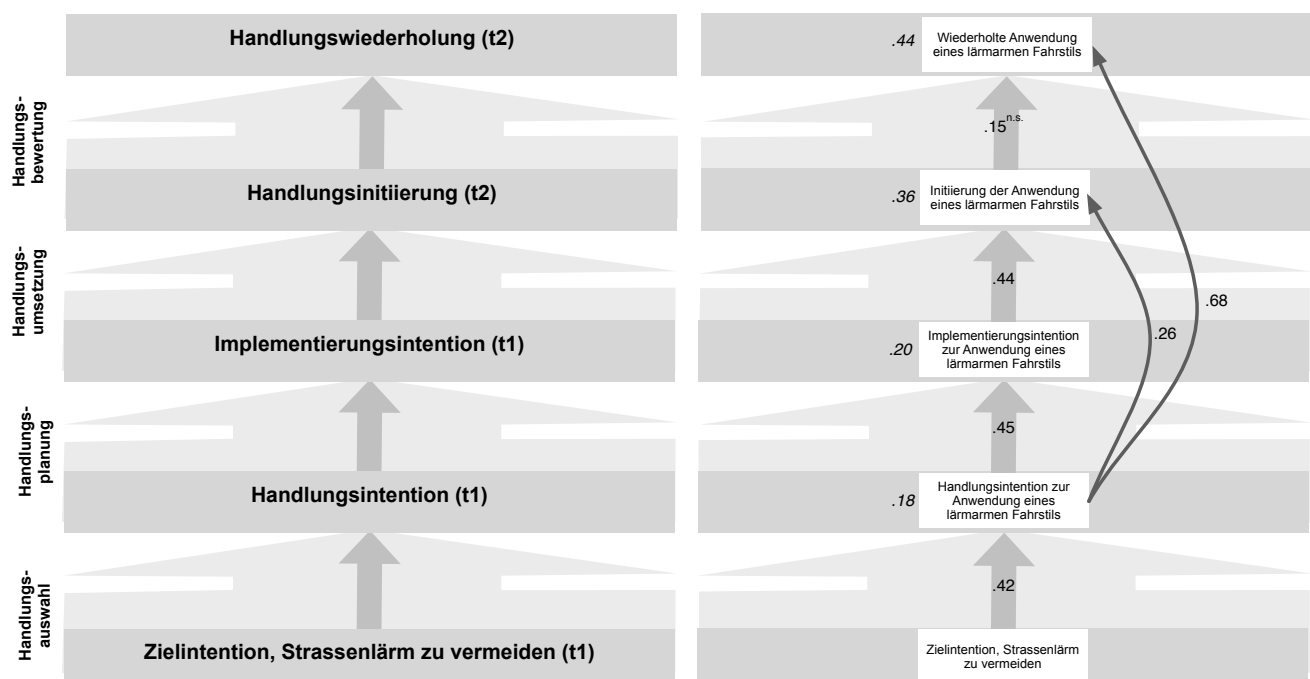 Handlungswiederholung (t2)
Handlungs-
bewertung
Handlungsinitiierung (t2)
Handlungs-
umsetzung
Implementierungsintention (t1)
Handlungs-
planung
Handlungsintention (t1)
Handlungs-
auswahl
Zielintention, Strassenlärm zu vermeiden (t1)
.44
Wiederholte Anwendung
eines lärmarmen Fahrstils
.15n.s.
.36
Initiierung der Anwendung
eines lärmarmen Fahrstils
.44
.68
.26
.20
Implementierungsintention
zur Anwendung eines
lärmarmen Fahrstils
.45
.18
Handlungsintention zur
Anwendung eines
lärmarmen Fahrstils
.42
Zielintention, Strassenlärm
zu vermeiden